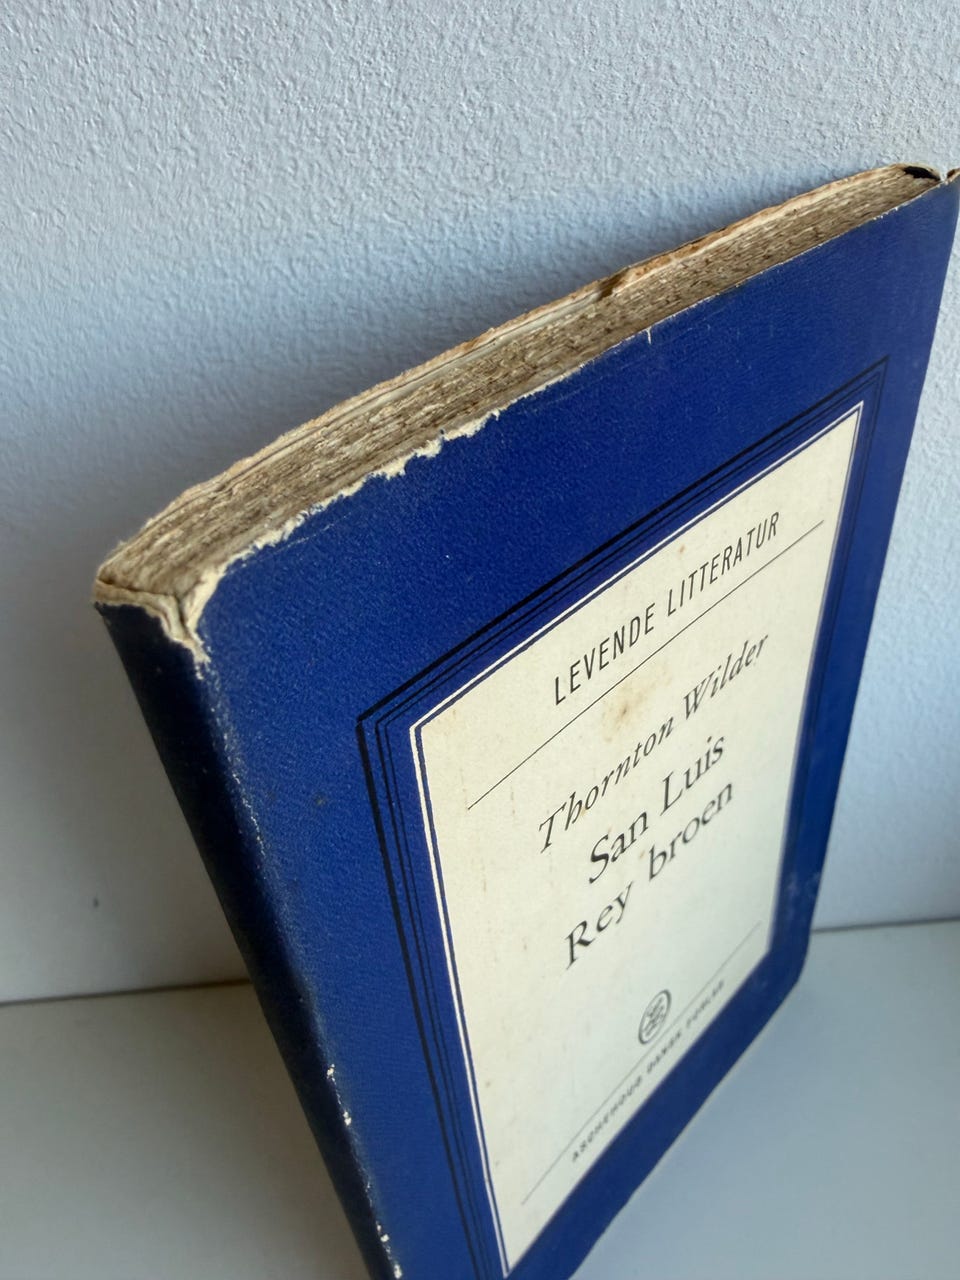 LEVENDE LITTERATUR
Thornton Wilder
San Luis
Rey broen
ASCHEHOUG DANSK FORLAG